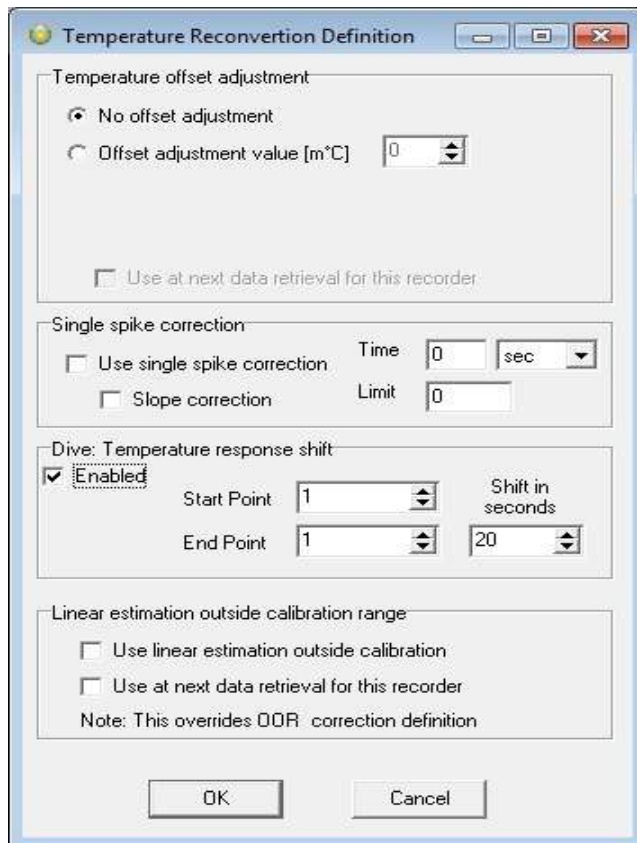 Temperature Reconvertion Definition
Temperature offset adjustment
No offset adjustment
Offset adjustment value [m°C] 0
Use at next data retrieval for this recorder
Single spike correction
Use single spike correction Time 0 sec
Slope correction Limit 0
Dive: Temperature response shift
Enabled
Start Point 1 Shift in seconds
End Point 1 20
Linear estimation outside calibration range
Use linear estimation outside calibration
Use at next data retrieval for this recorder
Note: This overrides OOR correction definition
OK Cancel